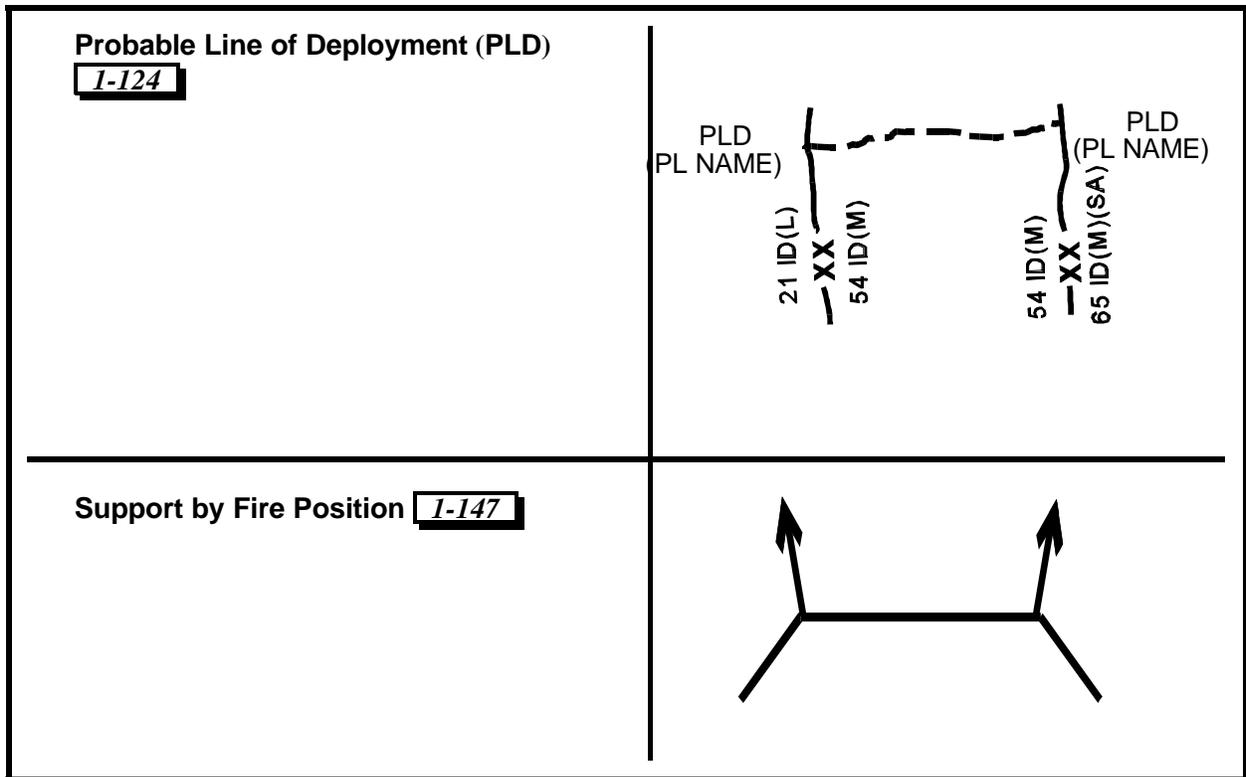 Probable Line of Deployment (PLD)
1-124
PLD
(PL NAME)
PLD
(PL NAME)
21 ID(L)
XX
54 ID(M)
54 ID(M)
XX
65 ID(M)(SA)
Support by Fire Position 1-147